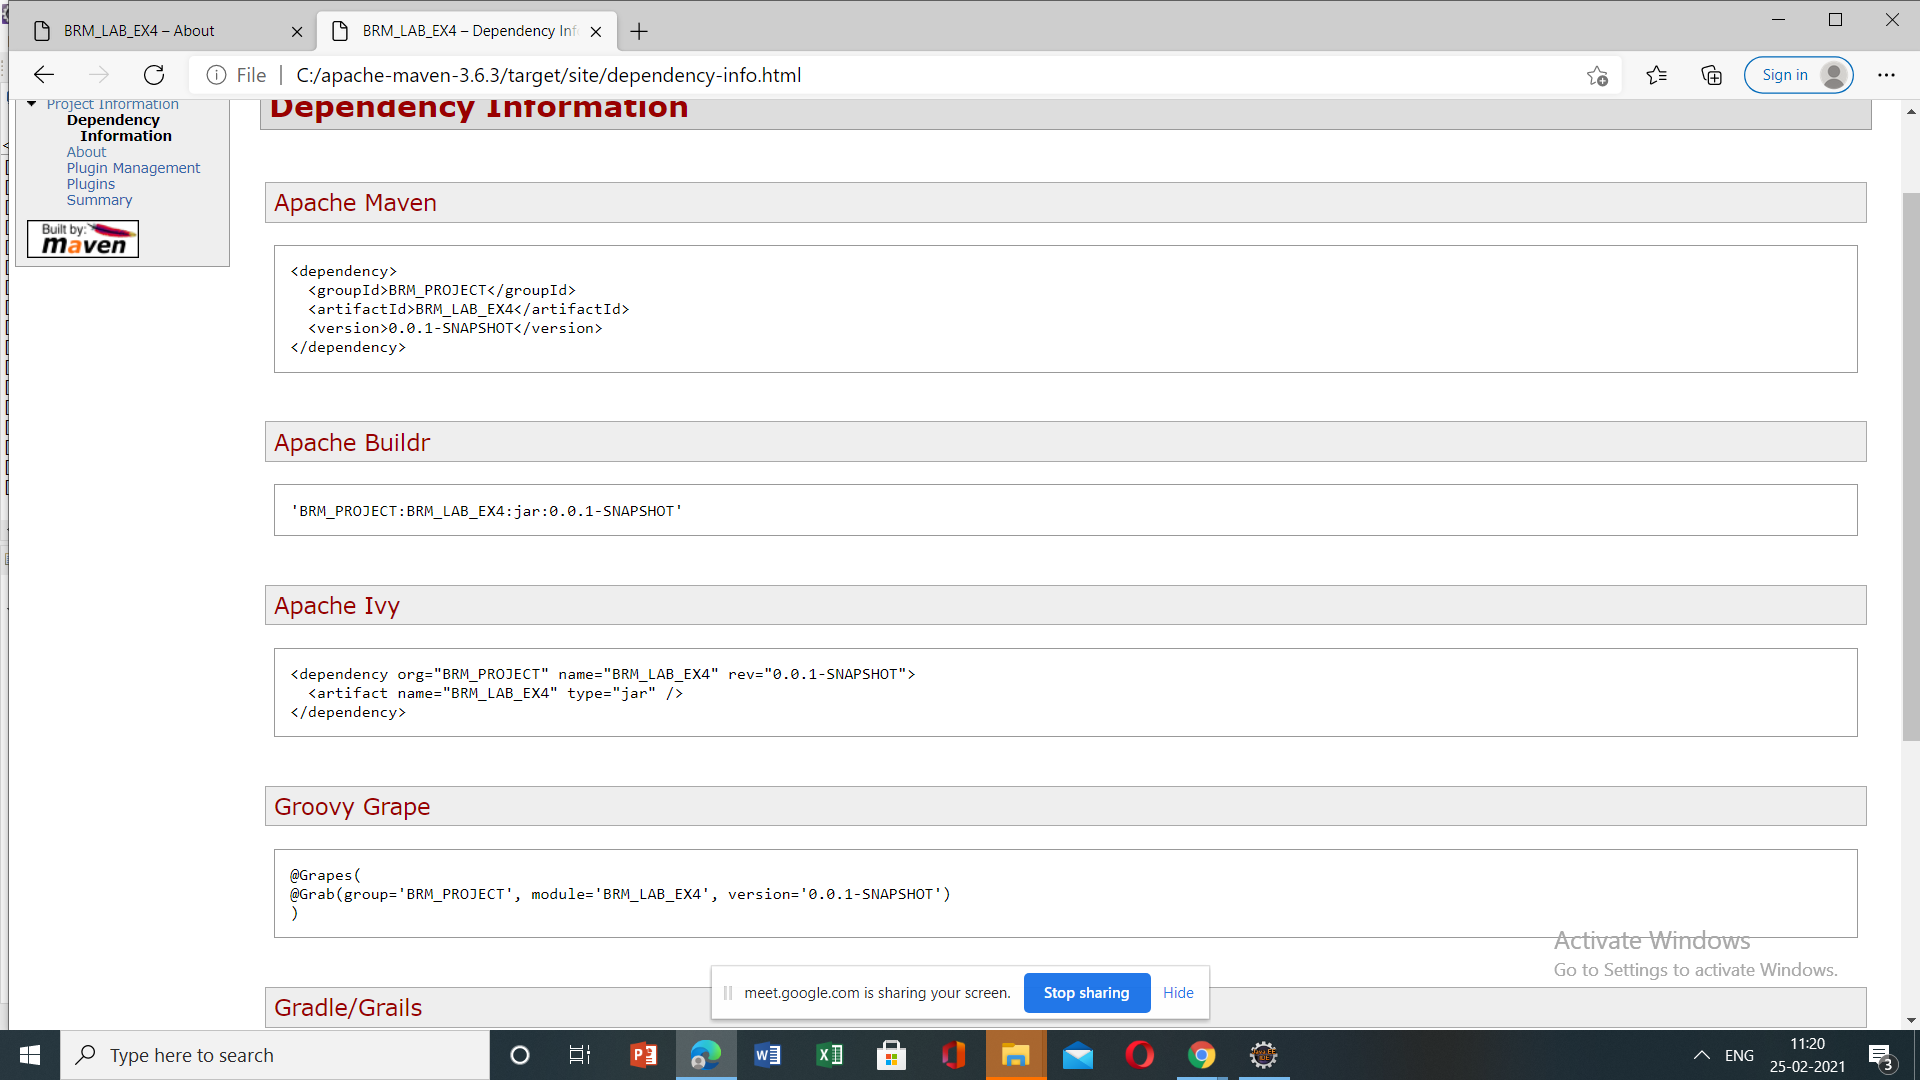 BRM_LAB_EX4 – About
BRM_LAB_EX4 – Dependency Inf
File | C:/apache-maven-3.6.3/target/site/dependency-info.html
Sign in
Project Information
Dependency
Information
About
Plugin Management
Plugins
Summary
Built by:
maven
Dependency Information
Apache Maven
<dependency>
  <groupId>BRM_PROJECT</groupId>
  <artifactId>BRM_LAB_EX4</artifactId>
  <version>0.0.1-SNAPSHOT</version>
</dependency>
Apache Buildr
'BRM_PROJECT:BRM_LAB_EX4:jar:0.0.1-SNAPSHOT'
Apache Ivy
<dependency org="BRM_PROJECT" name="BRM_LAB_EX4" rev="0.0.1-SNAPSHOT">
  <artifact name="BRM_LAB_EX4" type="jar" />
</dependency>
Groovy Grape
@Grapes(
@Grab(group='BRM_PROJECT', module='BRM_LAB_EX4', version='0.0.1-SNAPSHOT')
)
Gradle/Grails
Activate Windows
Go to Settings to activate Windows.
meet.google.com is sharing your screen.
Stop sharing
Hide
Type here to search
ENG
11:20
25-02-2021
3